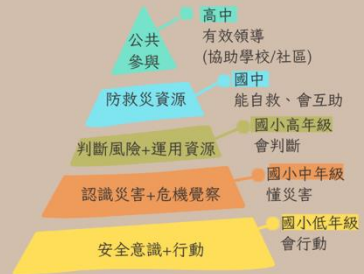 公共
參與
高中
有效領導
(協助學校/社區)
防救災資源
國中
能自救、會互助
判斷風險+運用資源
國小高年級
會判斷
認識災害+危機覺察
國小中年級
懂災害
安全意識+行動
國小低年級
會行動